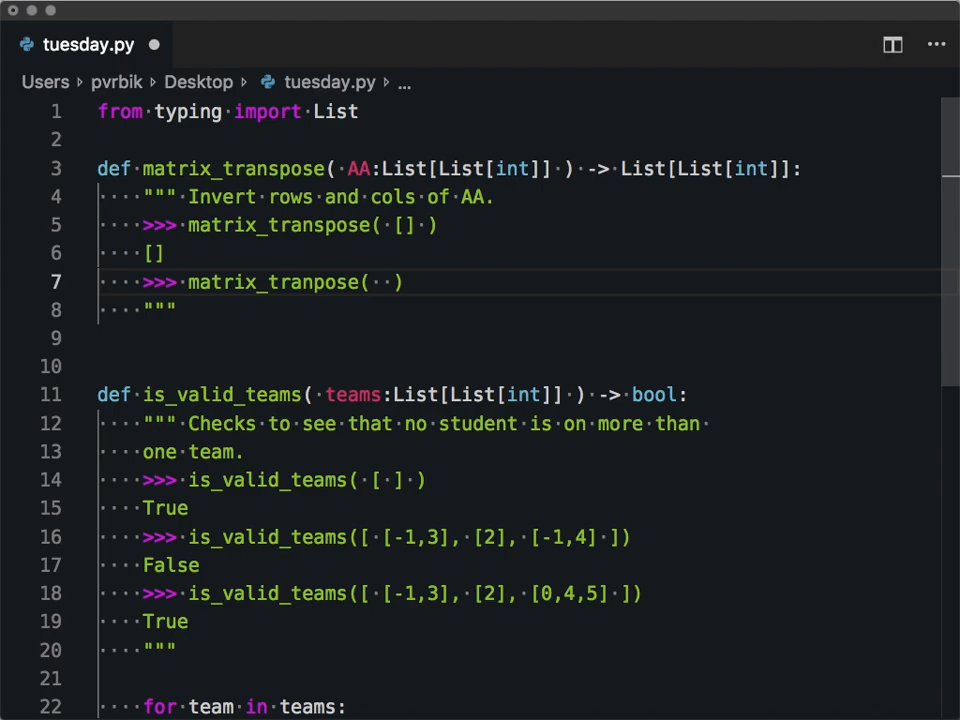 tuesday.py
Users Desktop pvrbik tuesday.py ...
1 from typing import List
2
3 def matrix_transpose( AA:List[List[int]] ) -> List[List[int]]:
4 """ Invert rows and cols of AA.
5 >>> matrix_transpose( [] )
6 []
7 >>> matrix_tranpose(  )
8 """
9
10
11 def is_valid_teams( teams:List[List[int]] ) -> bool:
12 """ Checks to see that no student is on more than
13 one team.
14 >>> is_valid_teams( [ ] )
15 True
16 >>> is_valid_teams([ [-1,3], [2], [-1,4] ])
17 False
18 >>> is_valid_teams([ [-1,3], [2], [0,4,5] ])
19 True
20 """
21
22 for team in teams: